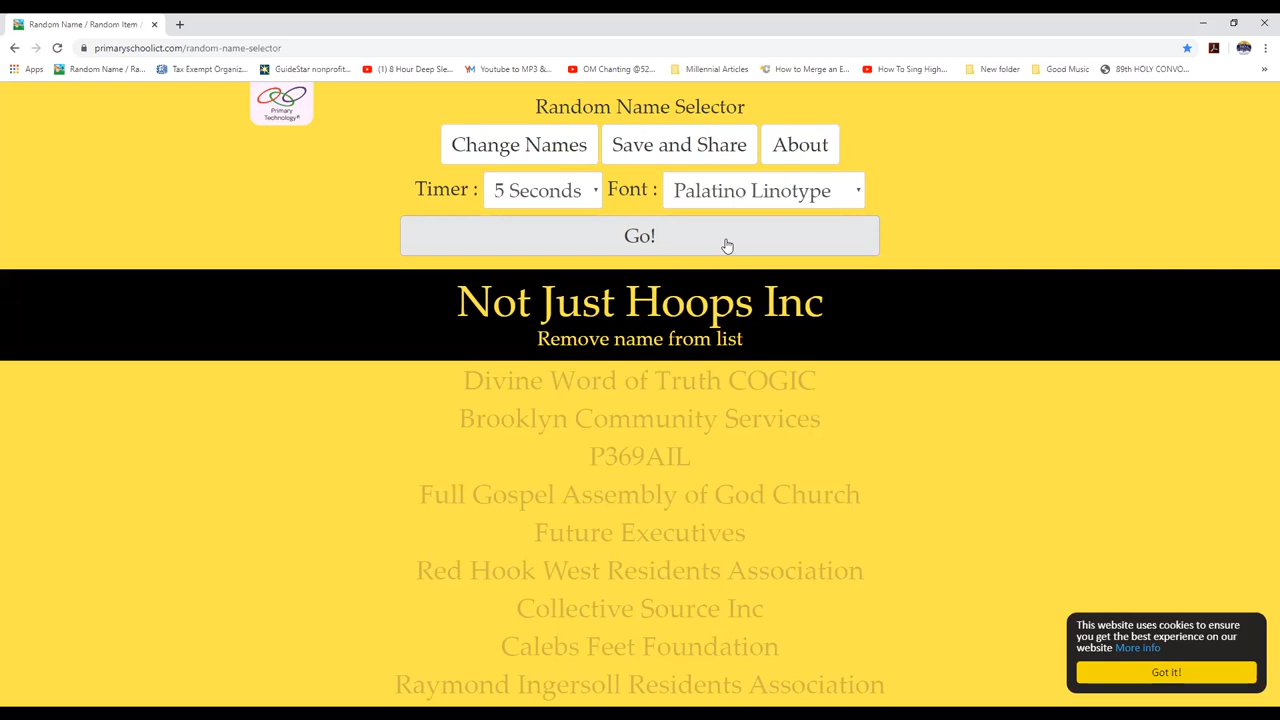 Random Name / Random Item /
primaryschoolict.com/random-name-selector
Apps
Random Name / Ra...
Tax Exempt Organiz...
GuideStar nonprofit...
(1) 8 Hour Deep Sle...
Youtube to MP3 &...
OM Chanting @52...
Millennial Articles
How to Merge an E...
How To Sing High...
New folder
Good Music
89th HOLY CONVO...
»
Primary
Technology®
Random Name Selector
Change Names
Save and Share
About
Timer :
5 Seconds
Font :
Palatino Linotype
Go!
Not Just Hoops Inc
Remove name from list
Divine Word of Truth COGIC
Brooklyn Community Services
P369AIL
Full Gospel Assembly of God Church
Future Executives
Red Hook West Residents Association
Collective Source Inc
Calebs Feet Foundation
Raymond Ingersoll Residents Association
This website uses cookies to ensure
you get the best experience on our
website More info
Got it!